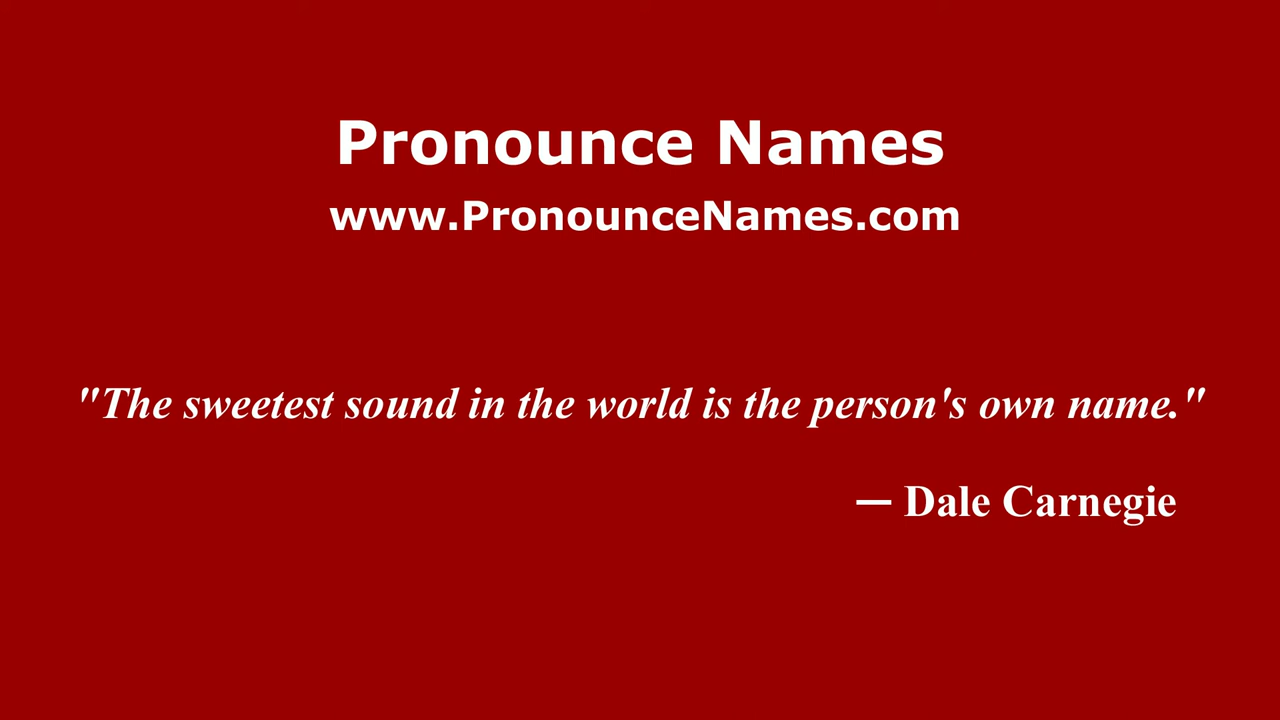 Pronounce Names
www.PronounceNames.com
"The sweetest sound in the world is the person's own name."
— Dale Carnegie